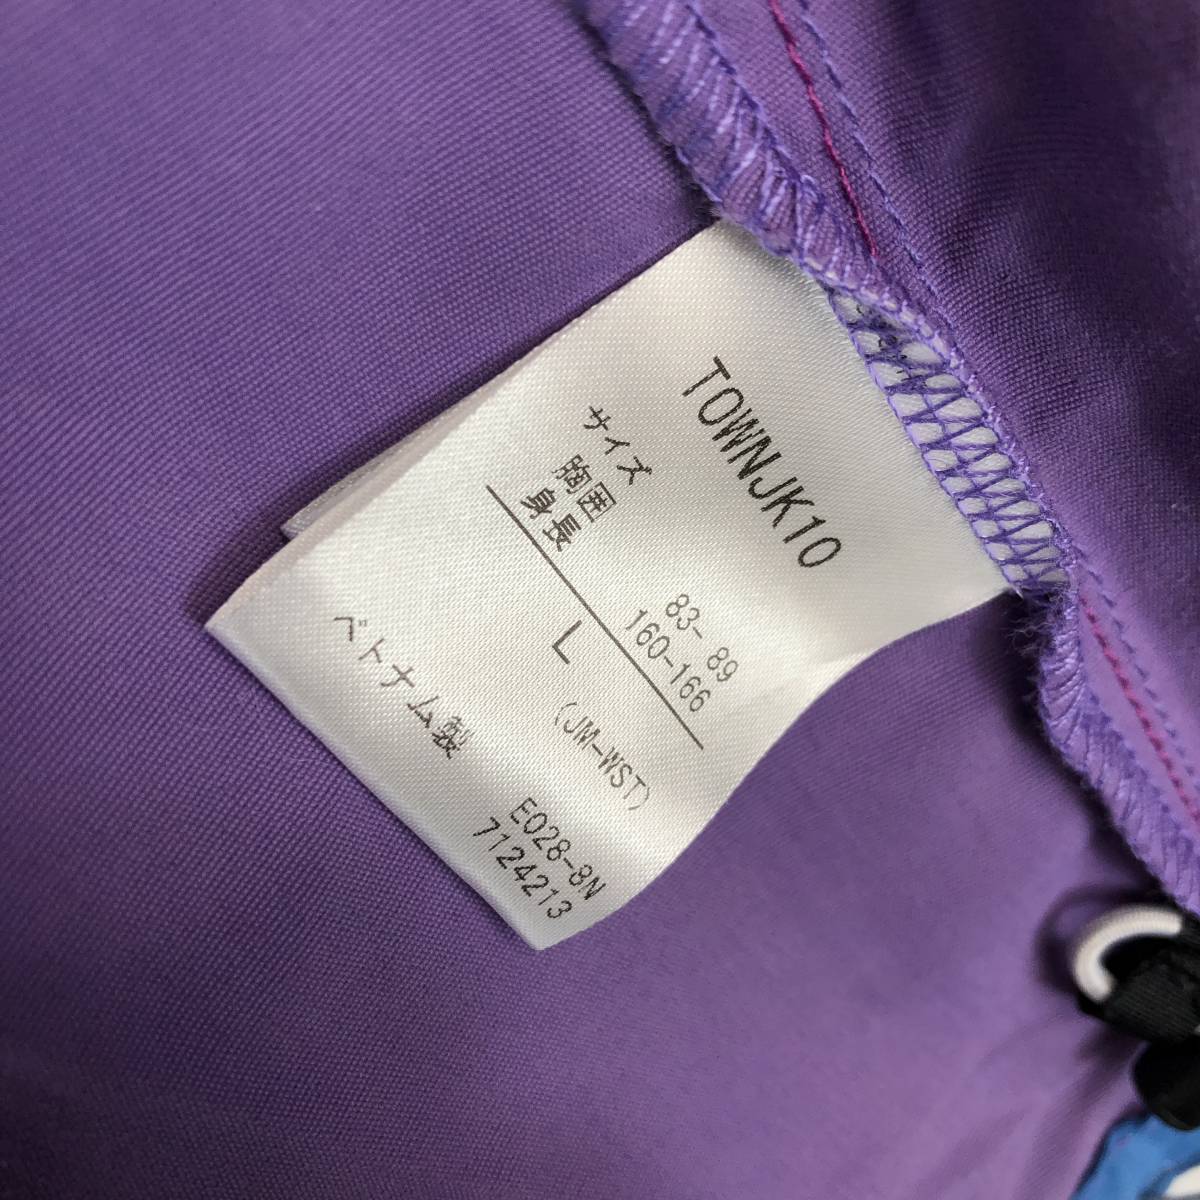 TOWNJK10
サイズ
胸囲 83- 89
身長 160-166
L (JM-WST)
ベトナム製
E028-8N
7124213